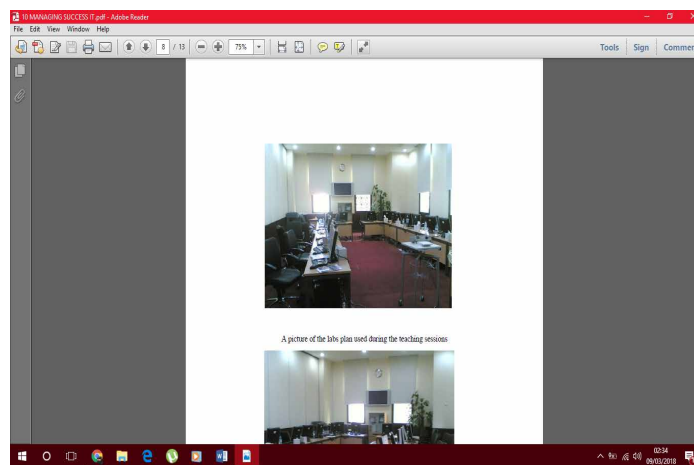 10 MANAGING SUCCESS IT.pdf - Adobe Reader
File Edit View Window Help
8 / 13 75% Tools Sign Commen
A picture of the labs plan used during the teaching sessions
02:34
09/03/2018